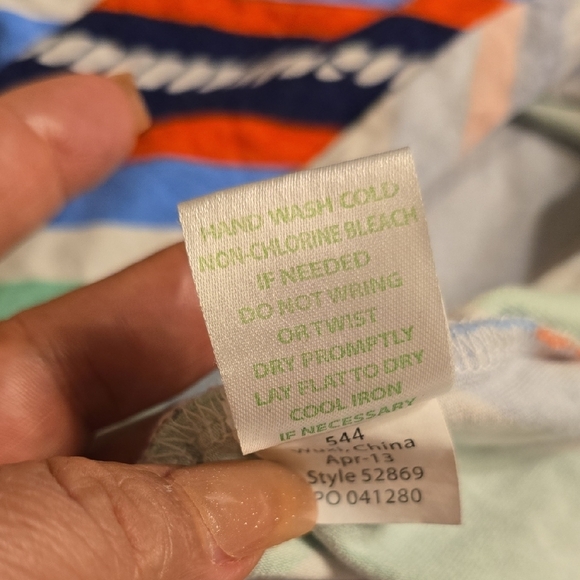 HAND WASH COLD
NON-CHLORINE BLEACH
IF NEEDED
DO NOT WRING
OR TWIST
DRY PROMPTLY
LAY FLAT TO DRY
COOL IRON
IF NECESSARY
544
Wuxi, China
Apr-13
Style 52869
PO 041280